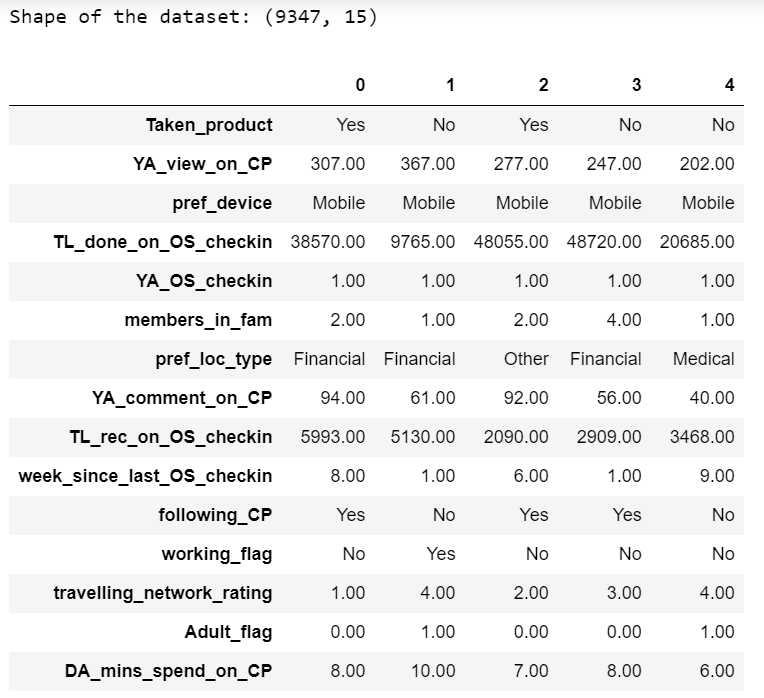 Shape of the dataset: (9347, 15)
0 1 2 3 4
Taken_product Yes No Yes No No
YA_view_on_CP 307.00 367.00 277.00 247.00 202.00
pref_device Mobile Mobile Mobile Mobile Mobile
TL_done_on_OS_checkin 38570.00 9765.00 48055.00 48720.00 20685.00
YA_OS_checkin 1.00 1.00 1.00 1.00 1.00
members_in_fam 2.00 1.00 2.00 4.00 1.00
pref_loc_type Financial Financial Other Financial Medical
YA_comment_on_CP 94.00 61.00 92.00 56.00 40.00
TL_rec_on_OS_checkin 5993.00 5130.00 2090.00 2909.00 3468.00
week_since_last_OS_checkin 8.00 1.00 6.00 1.00 9.00
following_CP Yes No Yes Yes No
working_flag No Yes No No No
travelling_network_rating 1.00 4.00 2.00 3.00 4.00
Adult_flag 0.00 1.00 0.00 0.00 1.00
DA_mins_spend_on_CP 8.00 10.00 7.00 8.00 6.00